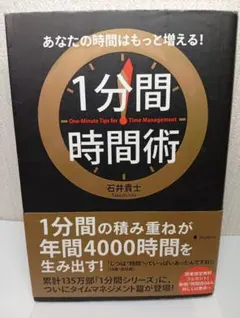 あなたの時間はもっと増える!
1分間
One-Minute Tips for Time Management
時間術
石井貴士
1分間の積み重ねが
年間4000時間を
生み出す!
累計135万部「1分間シリーズ」に、
ついにタイムマネジメント篇が登場!